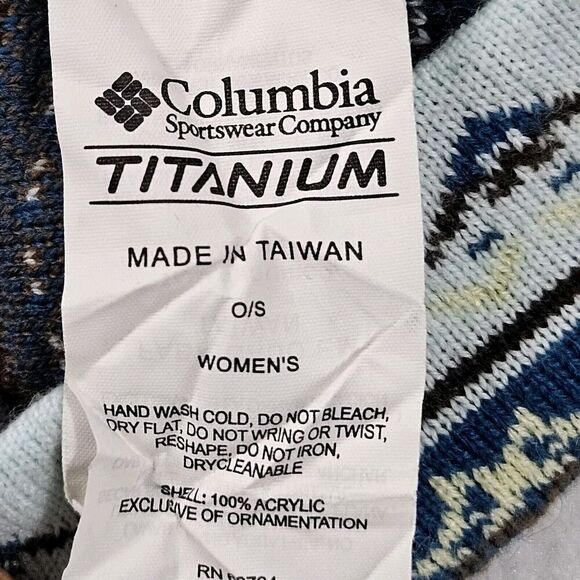 Columbia
Sportswear Company
TITANIUM
MADE IN TAIWAN
O/S
WOMEN'S
HAND WASH COLD, DO NOT BLEACH,
DRY FLAT, DO NOT WRING OR TWIST,
RESHAPE, DO NOT IRON,
DRYCLEANABLE
SHELL: 100% ACRYLIC
EXCLUSIVE OF ORNAMENTATION
RN